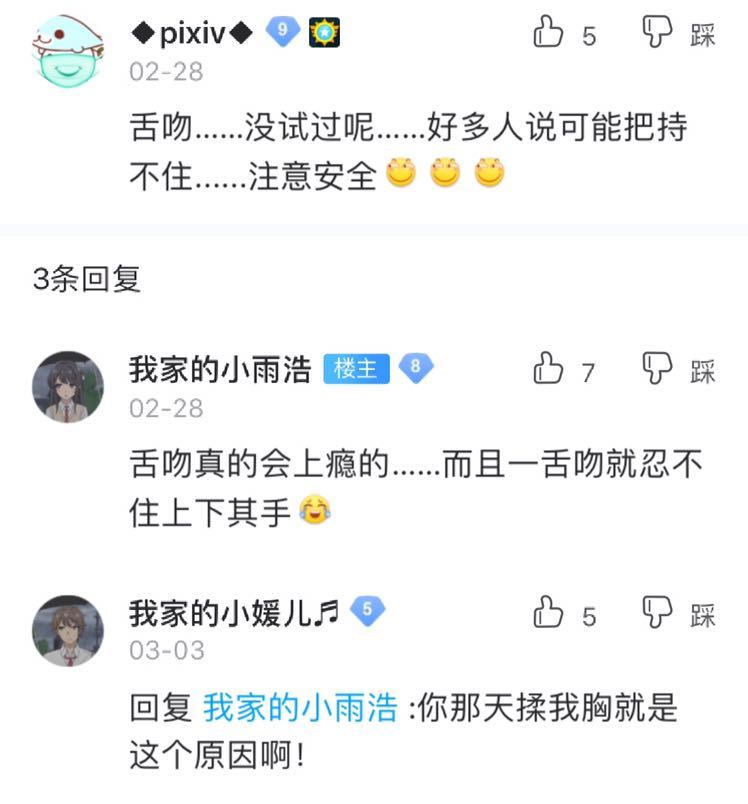 ◆pixiv◆ 9 5 踩
02-28
舌吻……没试过呢……好多人说可能把持
不住……注意安全
3条回复
我家的小雨浩 楼主 8 7 踩
02-28
舌吻真的会上瘾的……而且一舌吻就忍不
住上下其手
我家的小媛儿♬ 5 5 踩
03-03
回复 我家的小雨浩 :你那天揉我胸就是
这个原因啊!